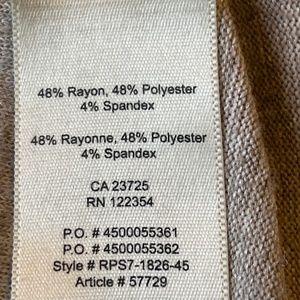 48% Rayon, 48% Polyester
4% Spandex
48% Rayonne, 48% Polyester
4% Spandex
CA 23725
RN 122354
P.O. # 4500055361
P.O. # 4500055362
Style # RPS7-1826-45
Article # 57729